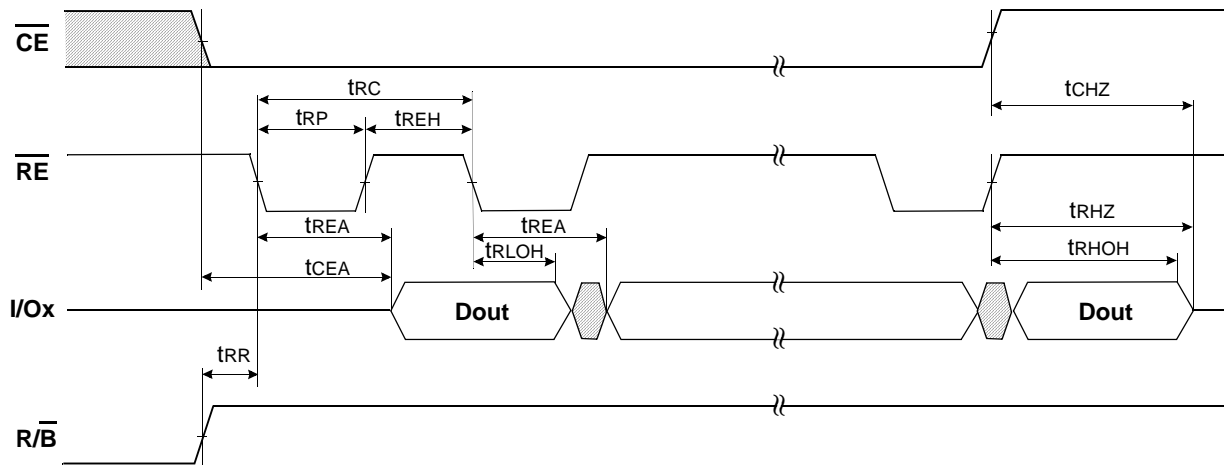 CE
tCHZ
tRC
tRP
tREH
RE
tREA
tREA
tRHZ
tRLOH
tRHOH
tCEA
I/Ox
Dout
Dout
tRR
R/B